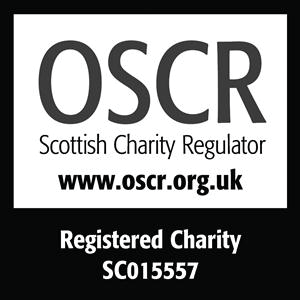 OSCR
Scottish Charity Regulator
www.oscr.org.uk
Registered Charity
SC015557